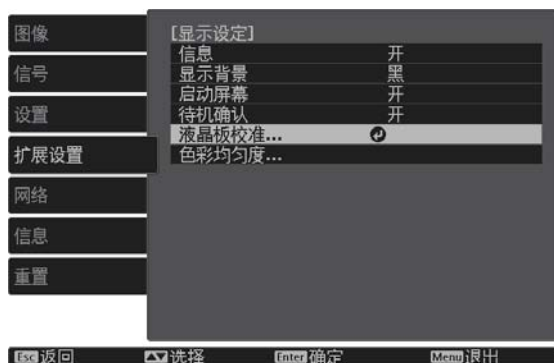 图像
信号
设置
扩展设置
网络
信息
重置
[显示设定]
信息 开
显示背景 黑
启动屏幕 开
待机确认 开
液晶板校准...
色彩均匀度...
Esc 返回 选择 Enter 确定 Menu 退出